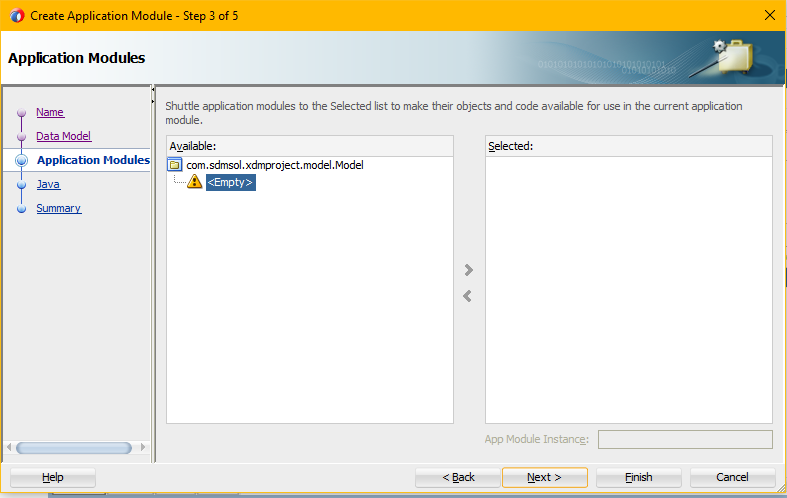 Create Application Module - Step 3 of 5
Application Modules
Name
Data Model
Application Modules
Java
Summary
Shuttle application modules to the Selected list to make their objects and code available for use in the current application
module.
Available:
Selected:
com.sdmsol.xdmproject.model.Model
<Empty>
App Module Instance:
Help
< Back
Next >
Finish
Cancel